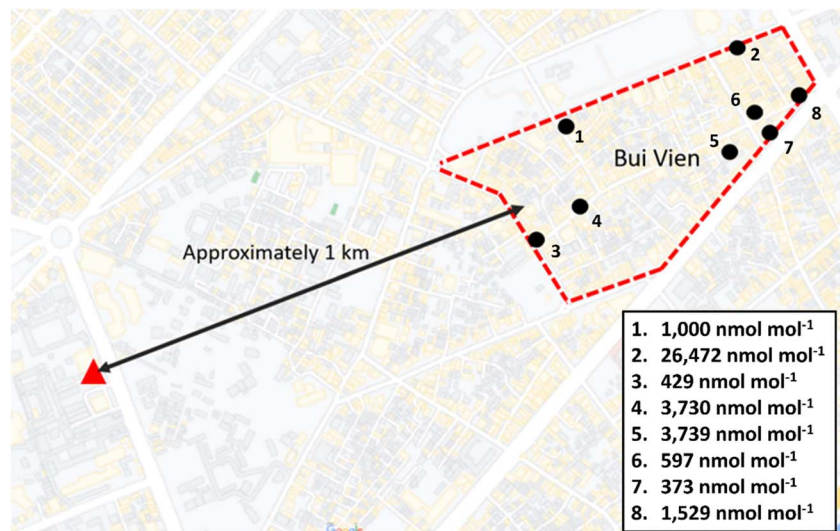 2
6
8
1
7
5
Bui Vien
4
3
Approximately 1 km
1. 1,000 nmol mol⁻¹
2. 26,472 nmol mol⁻¹
3. 429 nmol mol⁻¹
4. 3,730 nmol mol⁻¹
5. 3,739 nmol mol⁻¹
6. 597 nmol mol⁻¹
7. 373 nmol mol⁻¹
8. 1,529 nmol mol⁻¹
Google